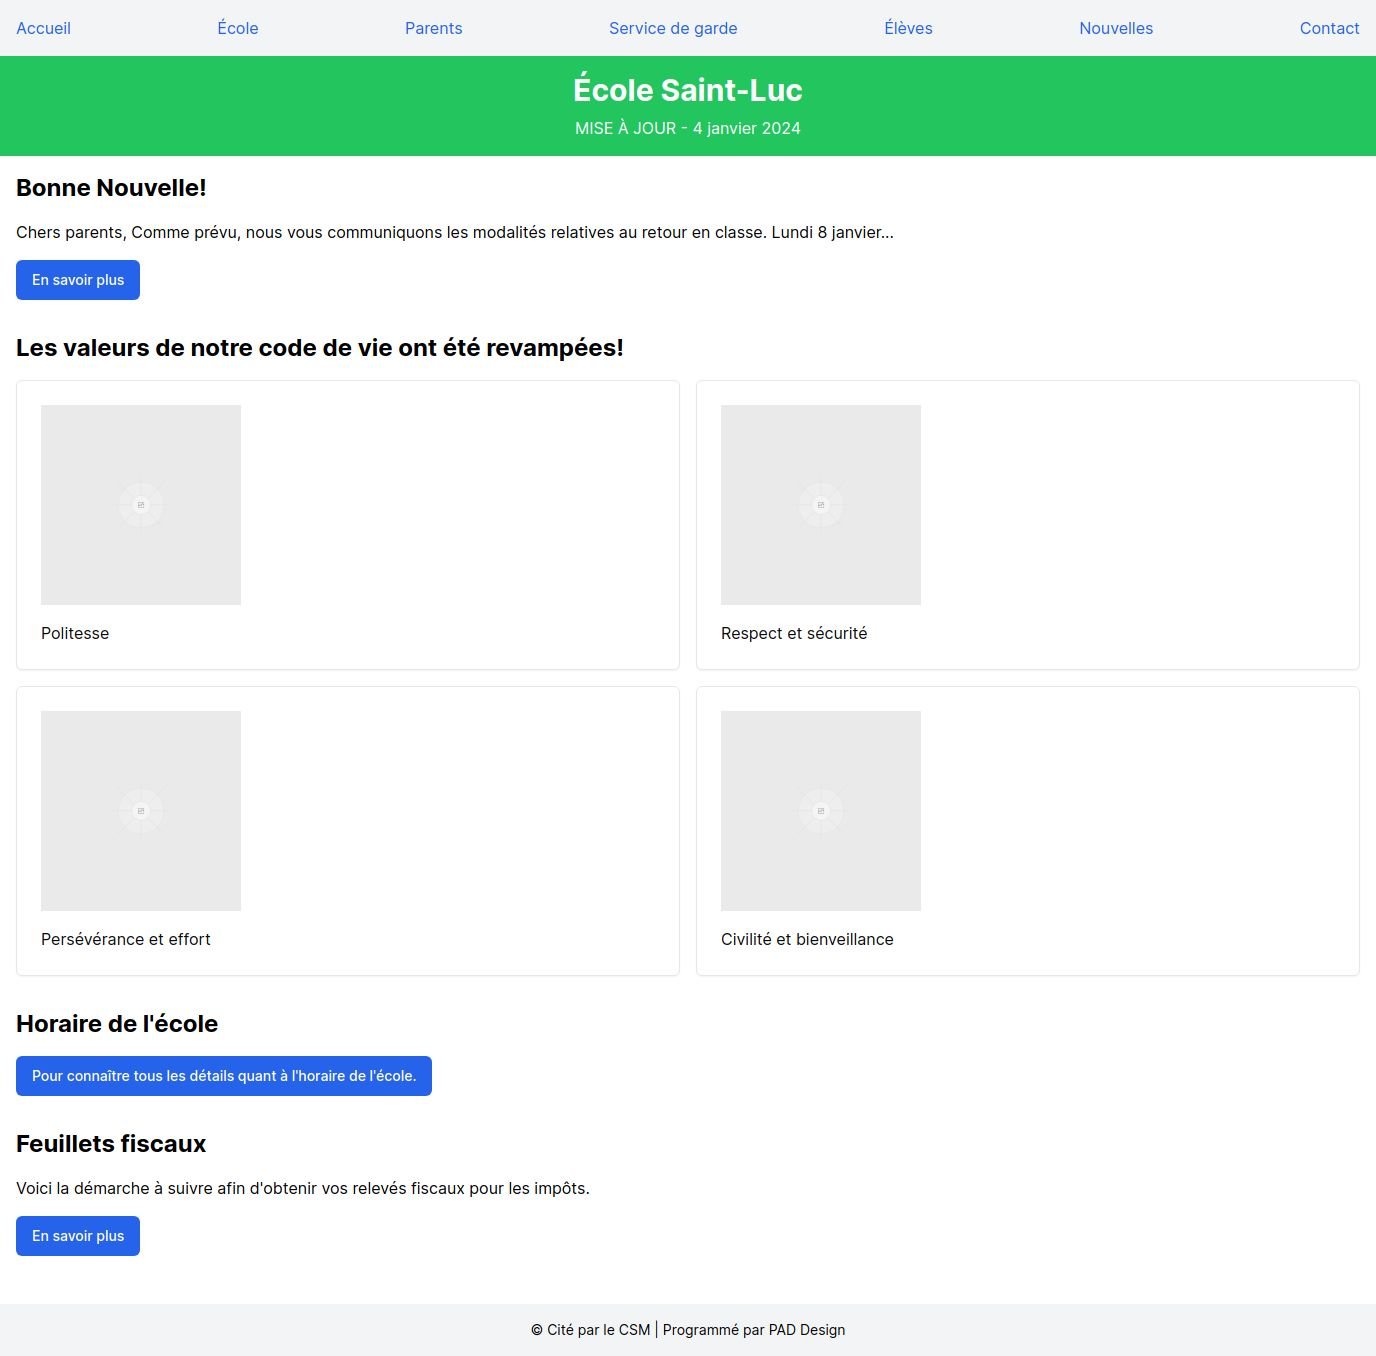 Accueil
École
Parents
Service de garde
Élèves
Nouvelles
Contact
École Saint-Luc
MISE À JOUR - 4 janvier 2024
Bonne Nouvelle!
Chers parents, Comme prévu, nous vous communiquons les modalités relatives au retour en classe. Lundi 8 janvier...
En savoir plus
Les valeurs de notre code de vie ont été revampées!
Politesse
Respect et sécurité
Persévérance et effort
Civilité et bienveillance
Horaire de l'école
Pour connaître tous les détails quant à l'horaire de l'école.
Feuillets fiscaux
Voici la démarche à suivre afin d'obtenir vos relevés fiscaux pour les impôts.
En savoir plus
© Cité par le CSM | Programmé par PAD Design